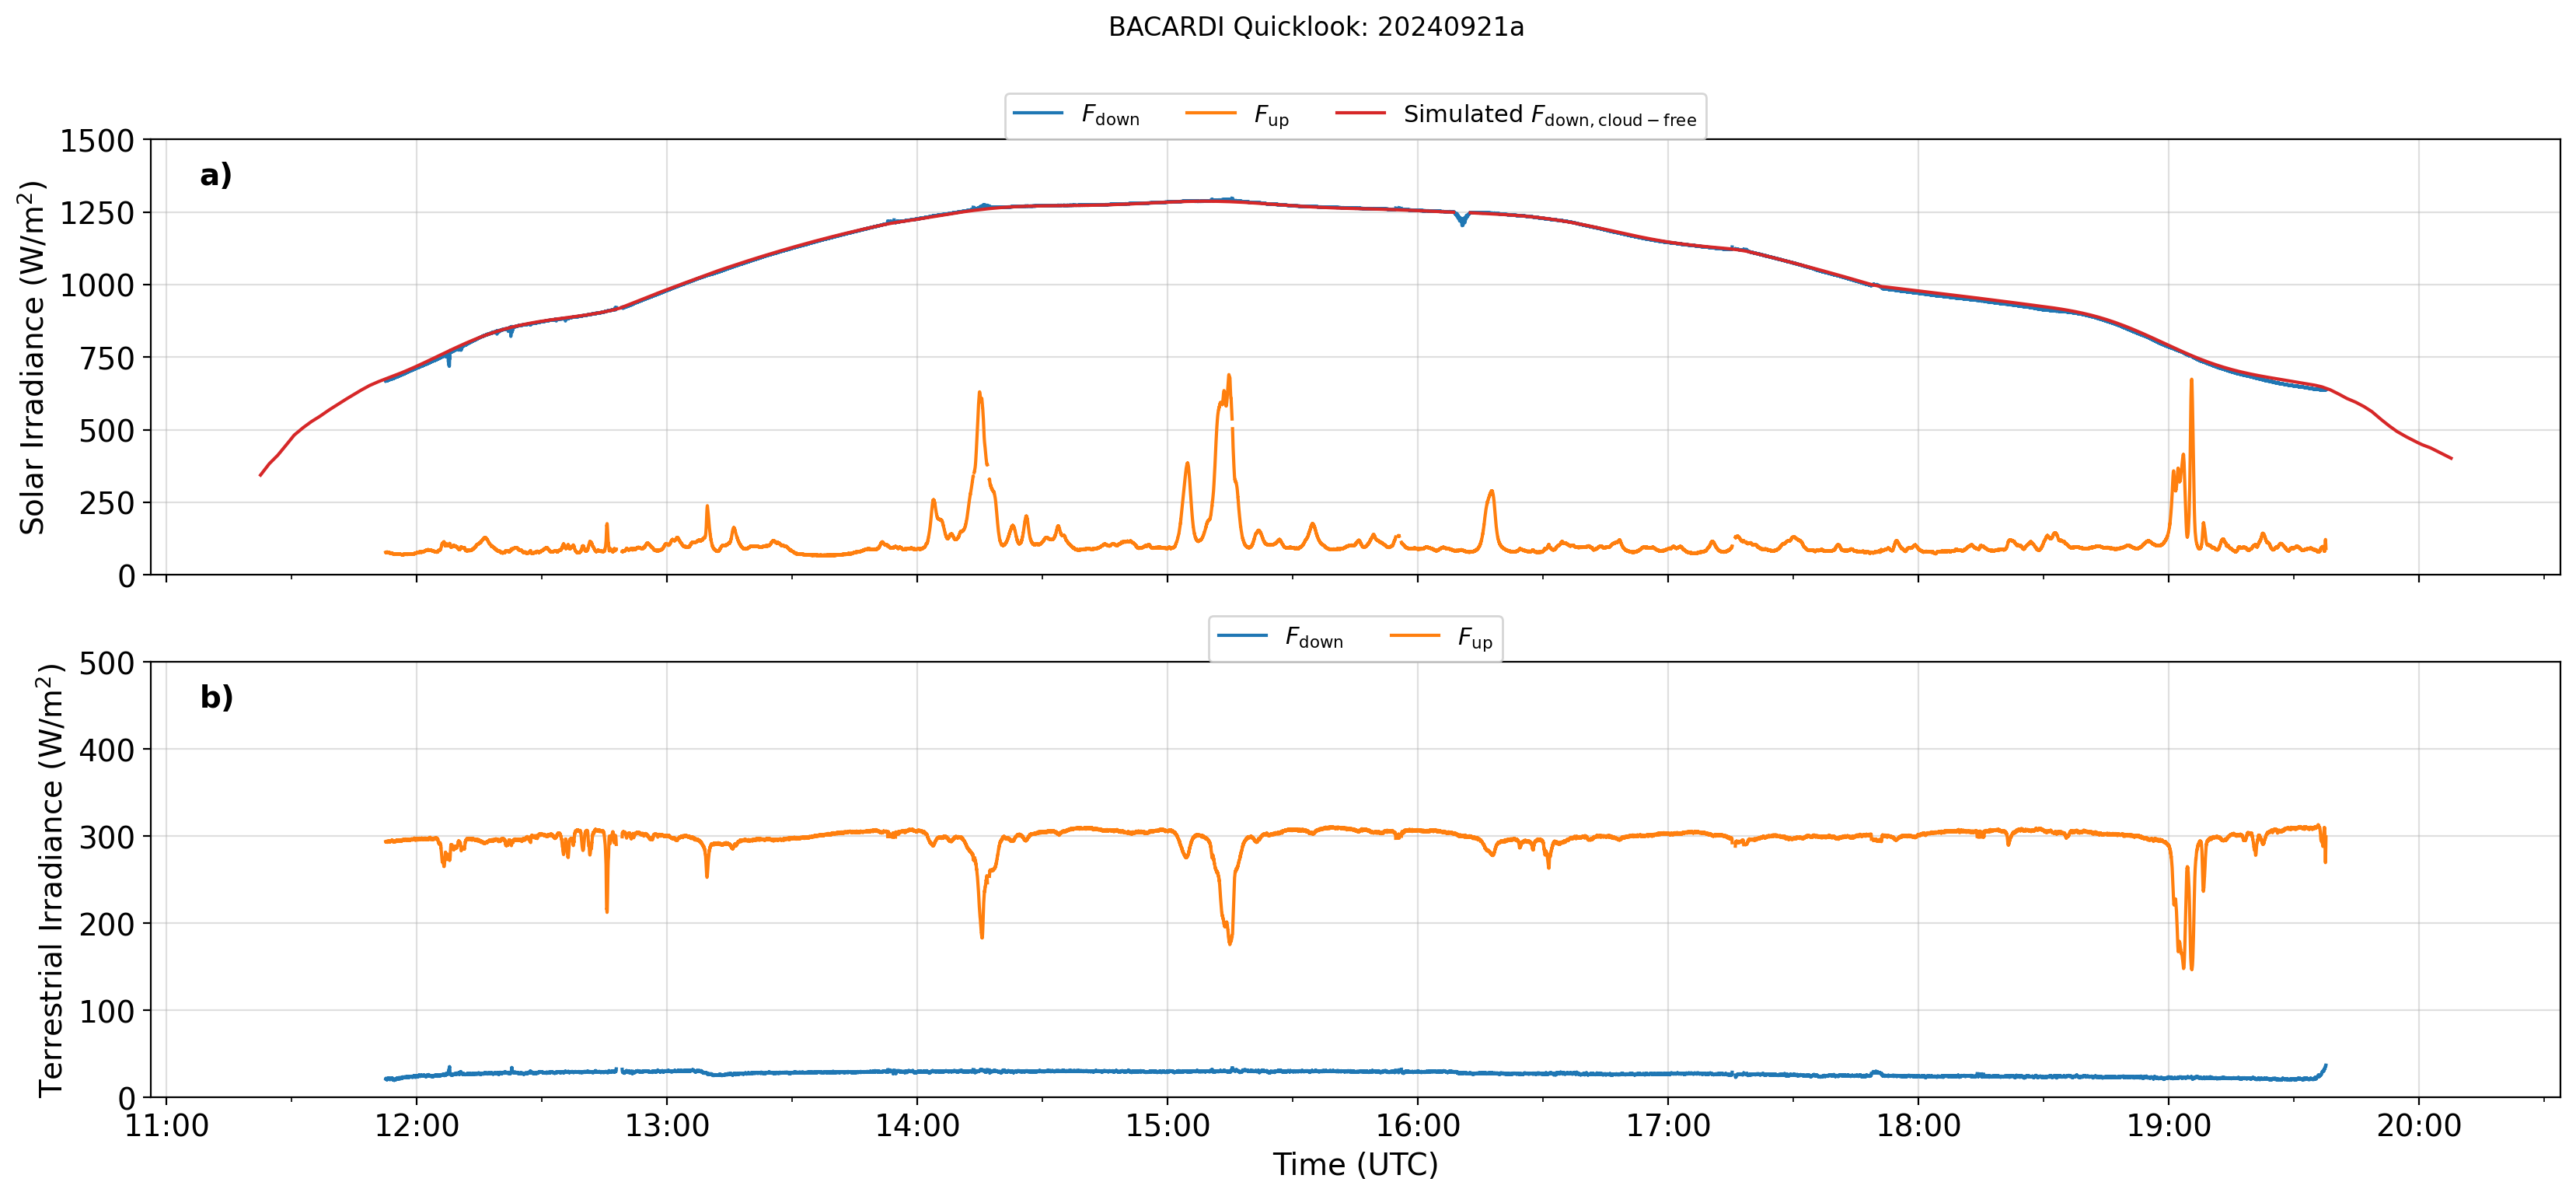 BACARDI Quicklook: 20240921a
F_down F_up Simulated F_down, cloud−free
a)
Solar Irradiance (W/m²)
1500
1250
1000
750
500
250
0
F_down F_up
b)
Terrestrial Irradiance (W/m²)
500
400
300
200
100
0
11:00 12:00 13:00 14:00 15:00 16:00 17:00 18:00 19:00 20:00
Time (UTC)